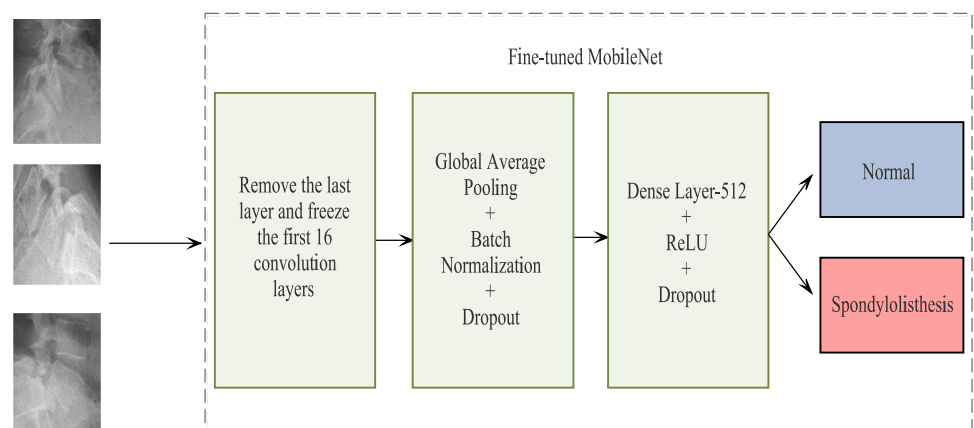 Fine-tuned MobileNet
Remove the last
layer and freeze
the first 16
convolution
layers
Global Average
Pooling
+
Batch
Normalization
+
Dropout
Dense Layer-512
+
ReLU
+
Dropout
Normal
Spondylolisthesis